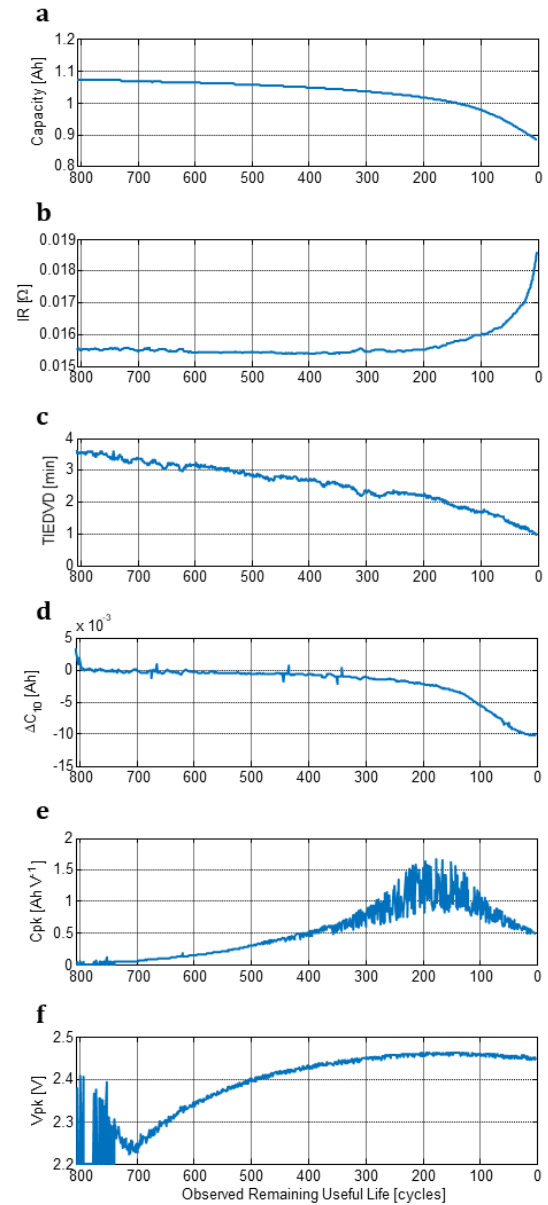 a
1.2
1.1
1
0.9
0.8
Capacity [Ah]
800 700 600 500 400 300 200 100 0
b
0.019
0.018
0.017
0.016
0.015
IR [Ω]
800 700 600 500 400 300 200 100 0
c
4
3
2
1
0
TIEDVD [min]
800 700 600 500 400 300 200 100 0
d
x 10⁻³
5
0
-5
-10
-15
ΔC₁₀ [Ah]
800 700 600 500 400 300 200 100 0
e
2
1.5
1
0.5
0
Cpk [Ah V⁻¹]
800 700 600 500 400 300 200 100 0
f
2.5
2.4
2.3
2.2
Vpk [V]
800 700 600 500 400 300 200 100 0
Observed Remaining Useful Life [cycles]